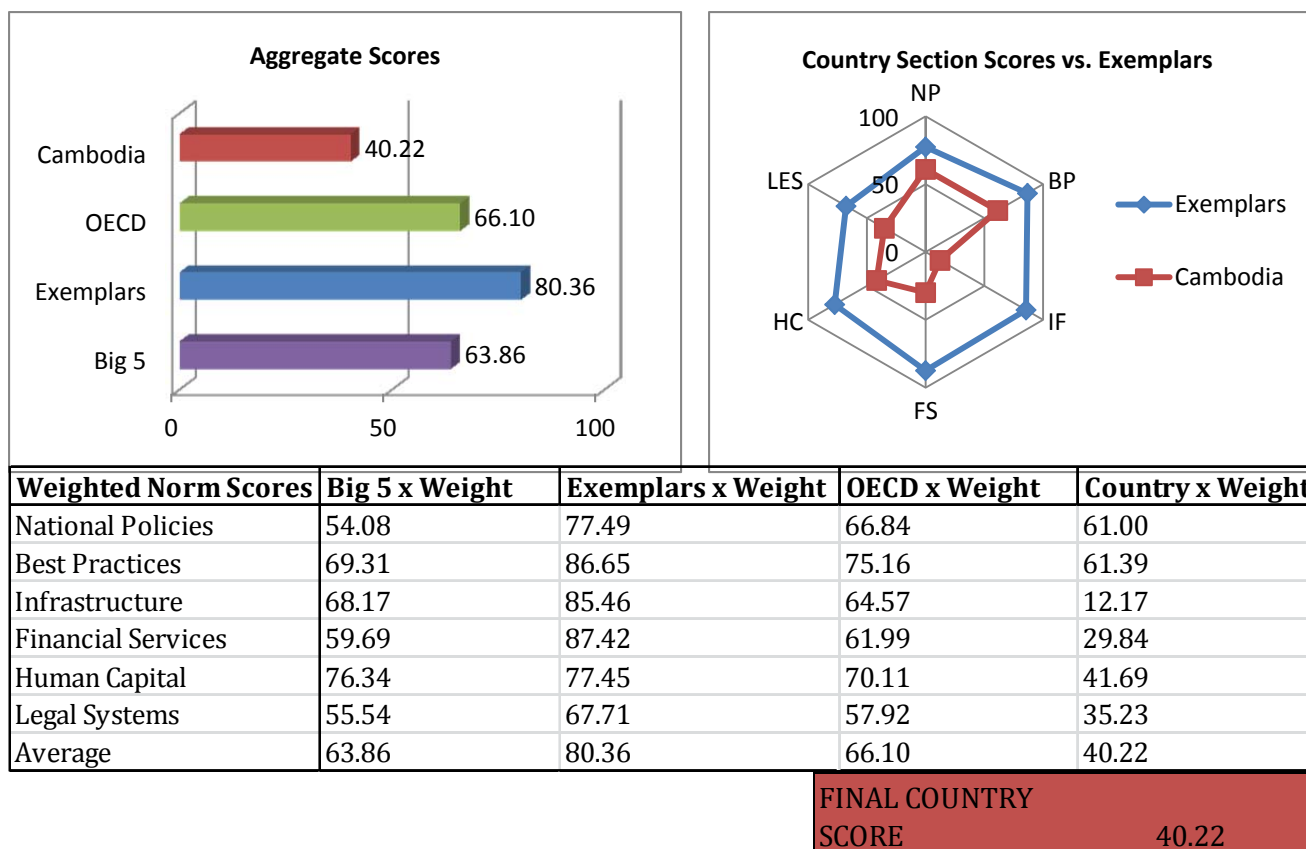 Aggregate Scores
Cambodia
40.22
OECD
66.10
Exemplars
80.36
Big 5
63.86
0 50 100
Country Section Scores vs. Exemplars
NP
100
LES 50 BP
0
HC IF
FS
Exemplars
Cambodia
Weighted Norm Scores Big 5 x Weight Exemplars x Weight OECD x Weight Country x Weight
National Policies 54.08 77.49 66.84 61.00
Best Practices 69.31 86.65 75.16 61.39
Infrastructure 68.17 85.46 64.57 12.17
Financial Services 59.69 87.42 61.99 29.84
Human Capital 76.34 77.45 70.11 41.69
Legal Systems 55.54 67.71 57.92 35.23
Average 63.86 80.36 66.10 40.22
FINAL COUNTRY
SCORE 40.22